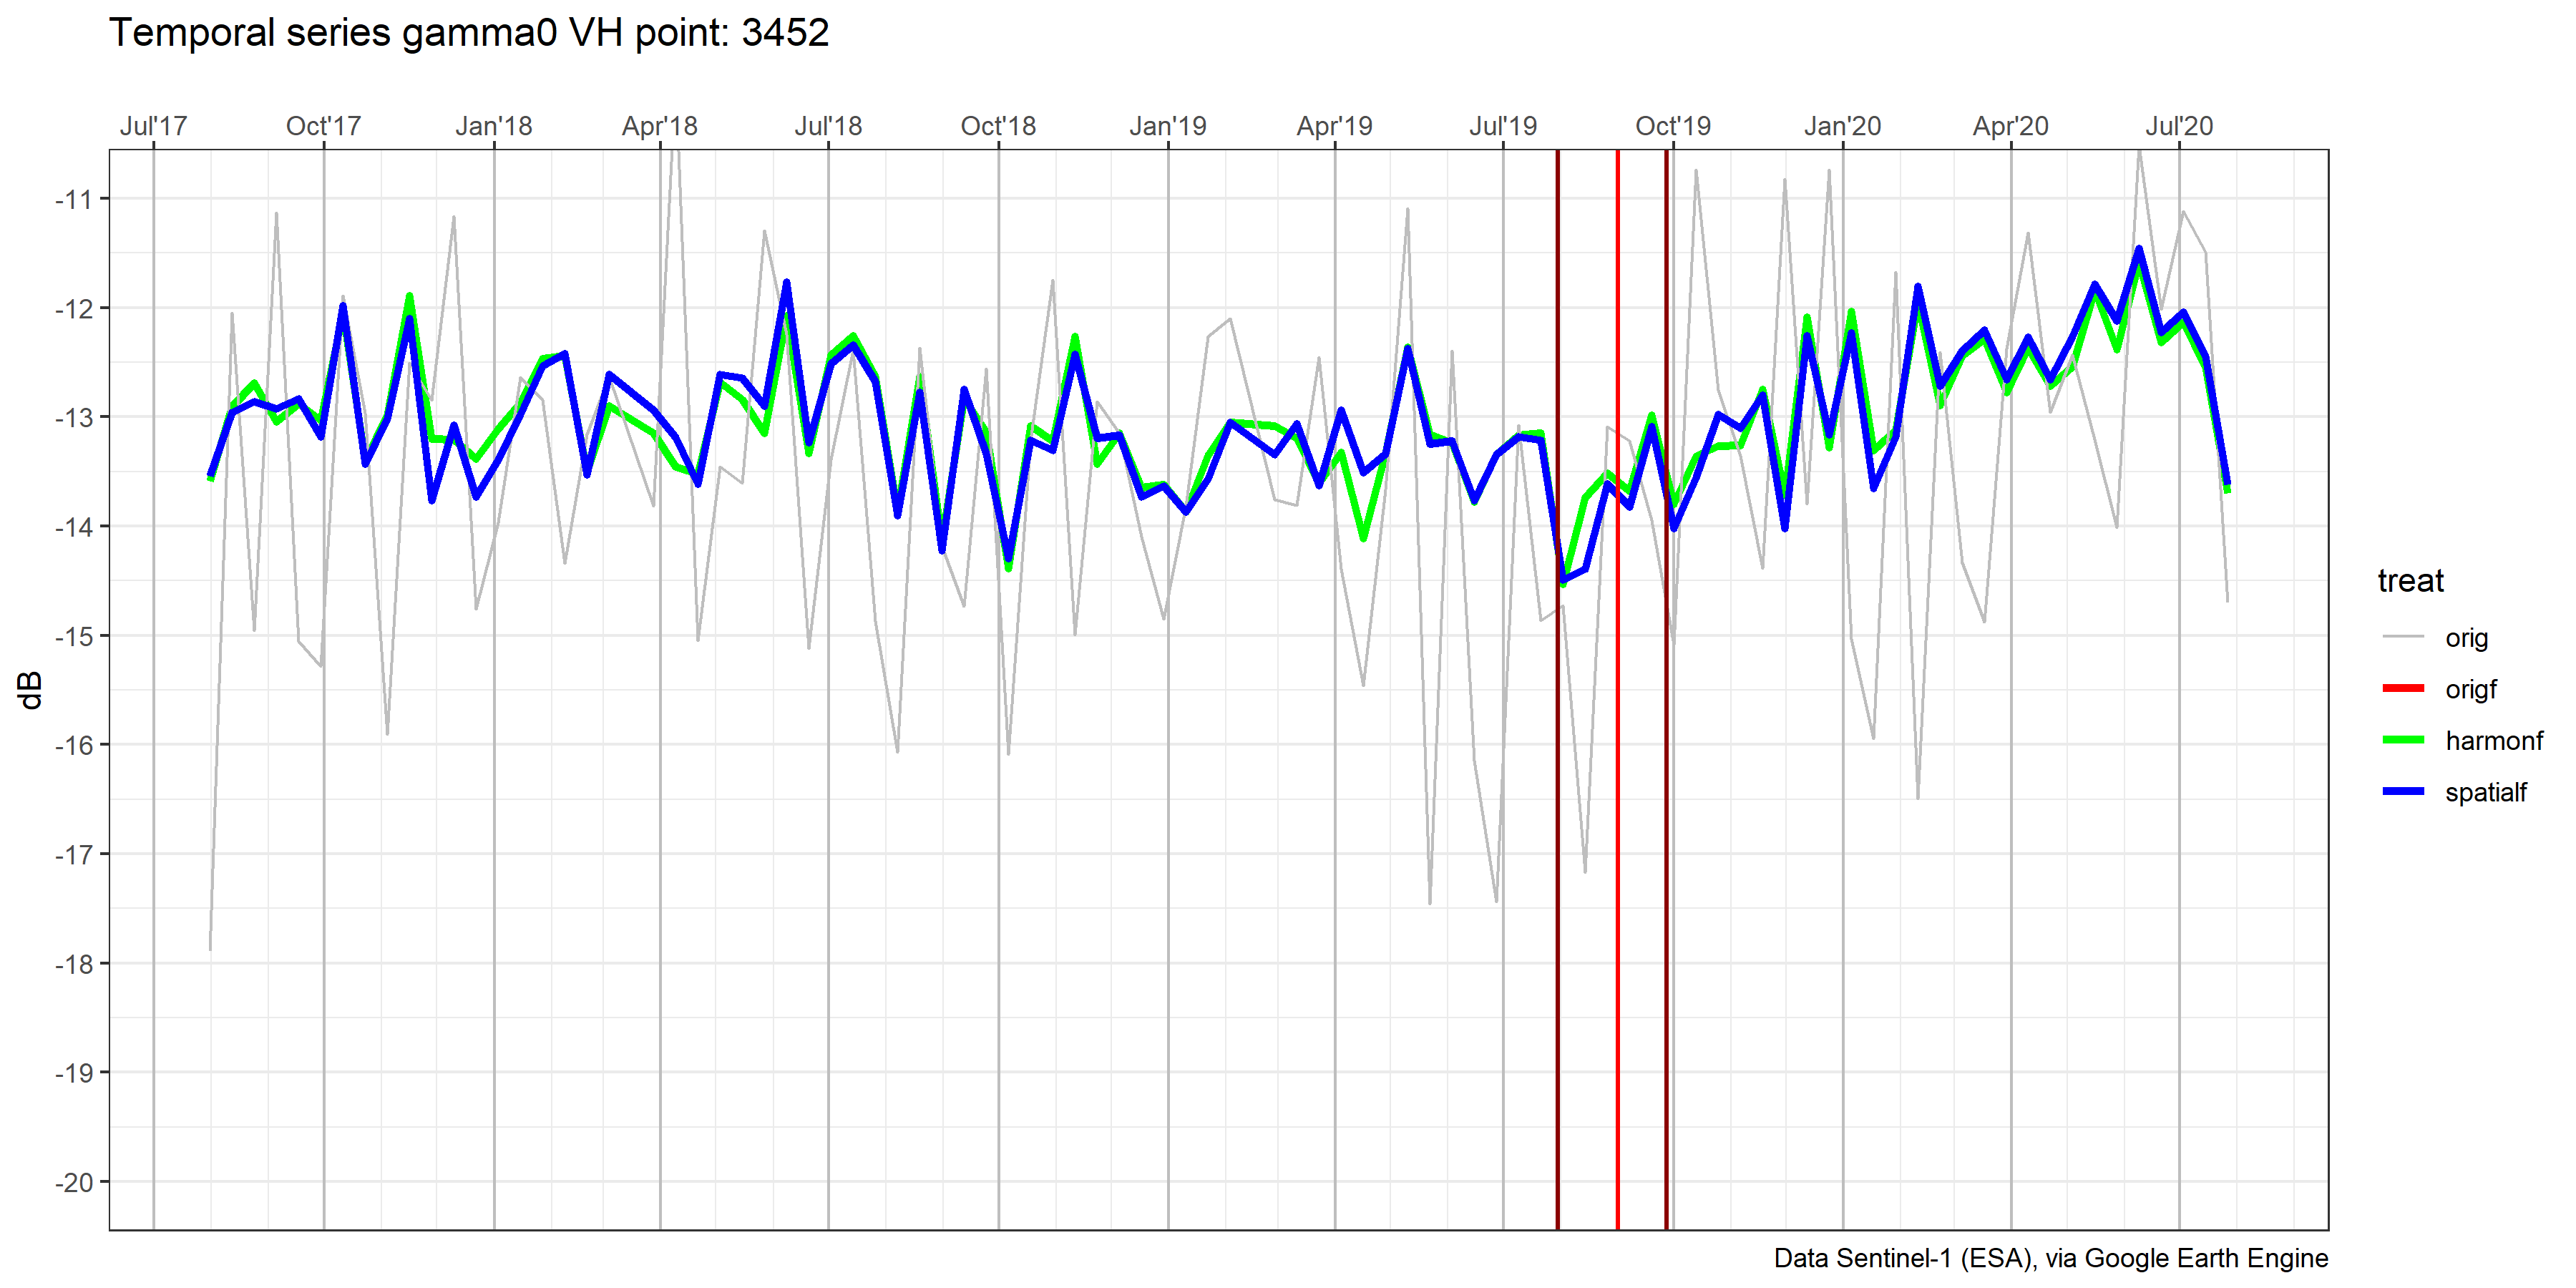 Temporal series gamma0 VH point: 3452
Jul'17 Oct'17 Jan'18 Apr'18 Jul'18 Oct'18 Jan'19 Apr'19 Jul'19 Oct'19 Jan'20 Apr'20 Jul'20
-11
-12
-13
-14
-15
-16
-17
-18
-19
-20
dB
treat
orig
origf
harmonf
spatialf
Data Sentinel-1 (ESA), via Google Earth Engine